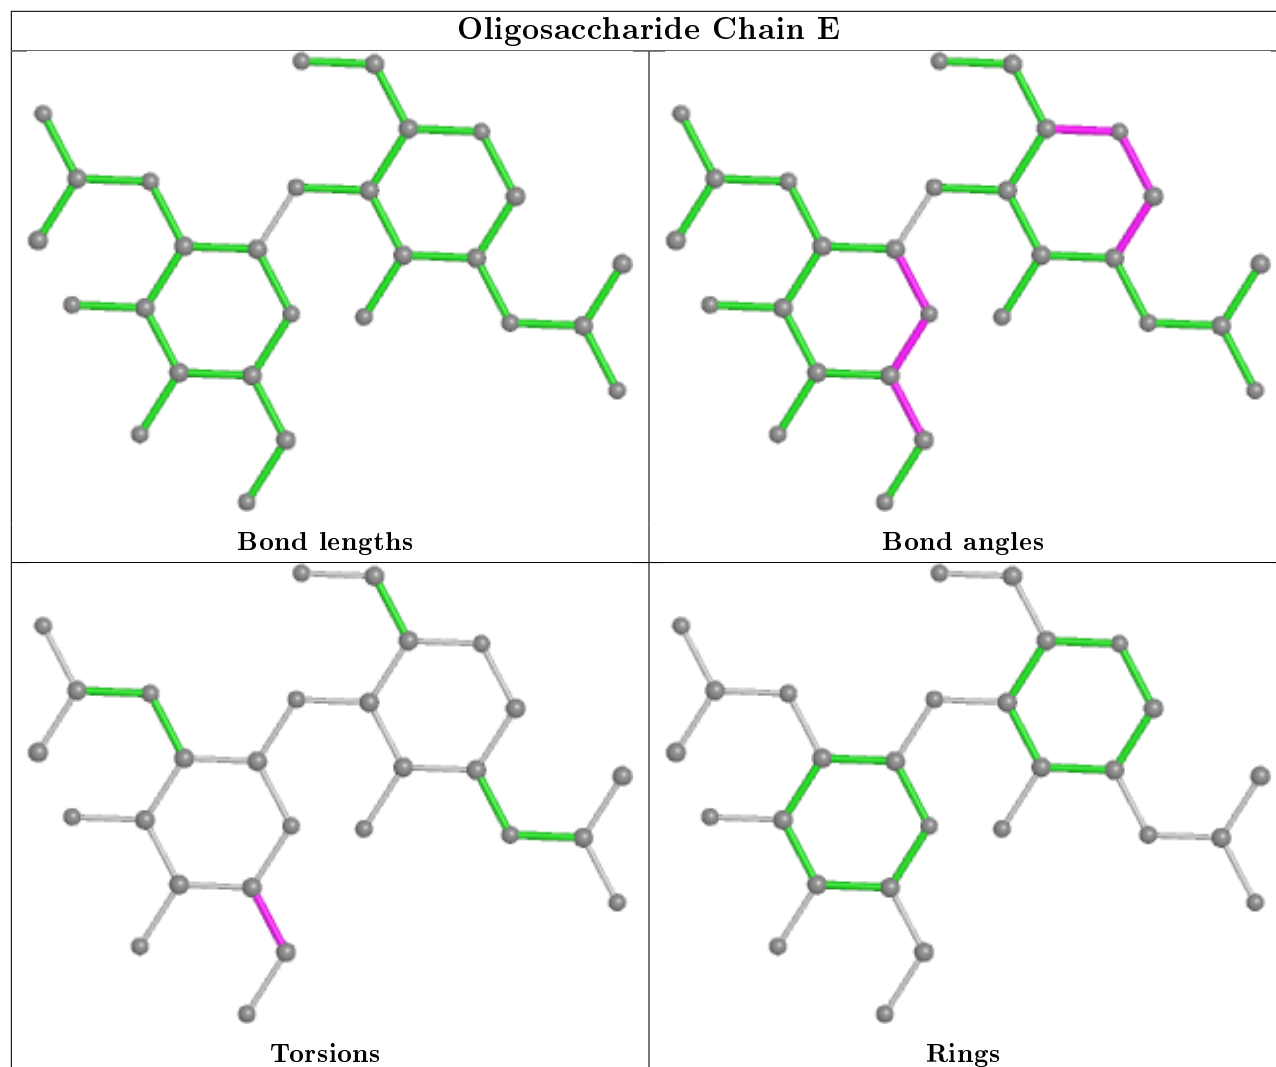 Oligosaccharide Chain E
Bond lengths
Bond angles
Torsions
Rings